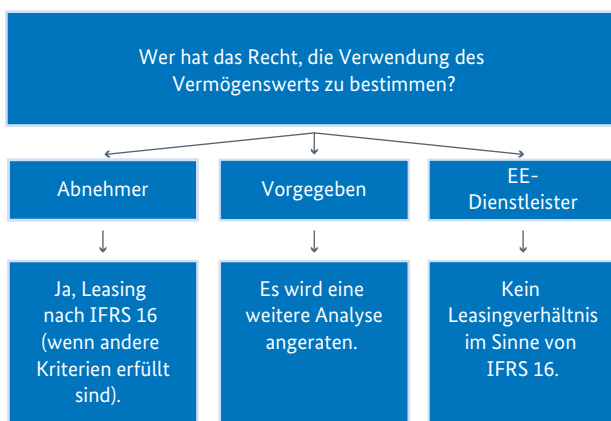 Wer hat das Recht, die Verwendung des
Vermögenswerts zu bestimmen?
Abnehmer
Vorgegeben
EE-
Dienstleister
Ja, Leasing
nach IFRS 16
(wenn andere
Kriterien erfüllt
sind).
Es wird eine
weitere Analyse
angeraten.
Kein
Leasingverhältnis
im Sinne von
IFRS 16.